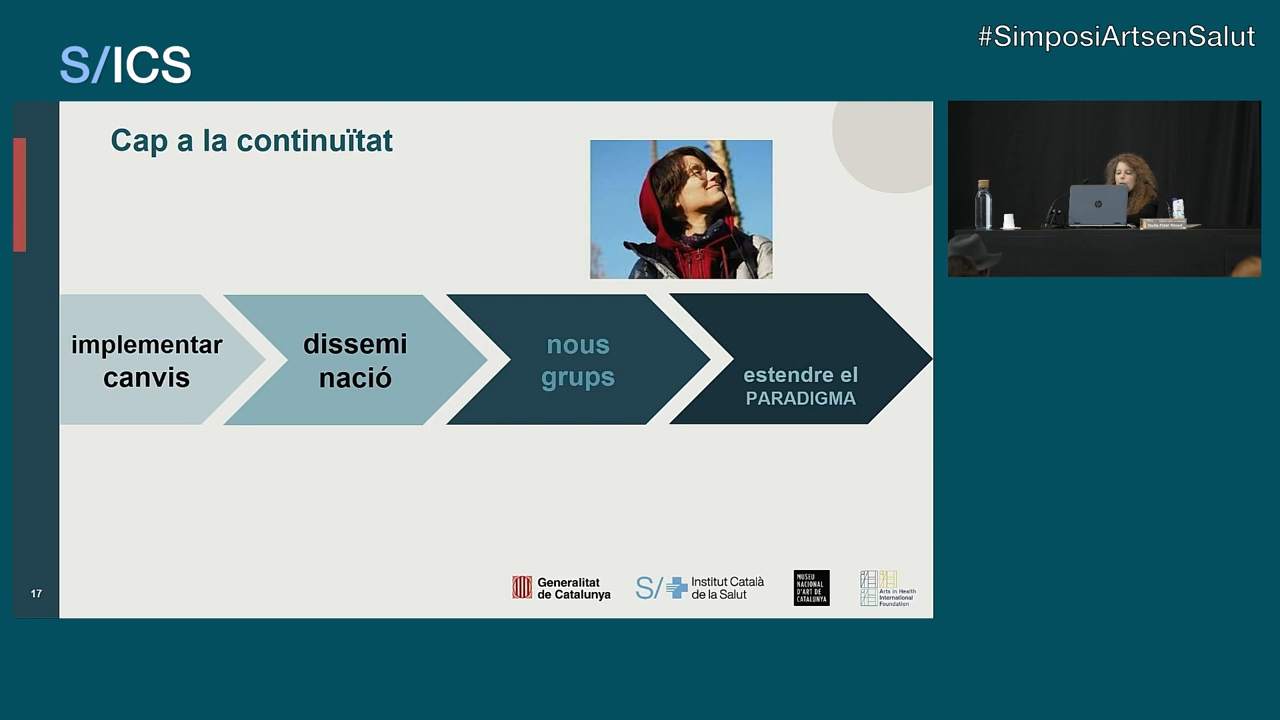 #SimposiArtsenSalut
S/ICS
Cap a la continuïtat
implementar
canvis
dissemi
nació
nous
grups
estendre el
PARADIGMA
17
Generalitat
de Catalunya
S/
Institut Català
de la Salut
MUSEU
NACIONAL
D'ART DE
CATALUNYA
Arts in Health
International
Foundation
hp